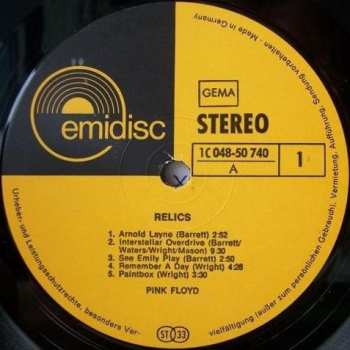 emidisc
GEMA
STEREO
1C 048-50 740
A
1
RELICS
1. Arnold Layne (Barrett) 2:52
2. Interstellar Overdrive (Barrett/
Waters/Wright/Mason) 9.30
3. See Emily Play (Barrett) 2:50
4. Remember A Day (Wright) 4:28
5. Paintbox (Wright) 3:30
PINK FLOYD
ST 33
Urheber- und Leistungsschutzrechte, besonders Ver-
vielfältigung (außer zum persönlichen Gebrauch), Vermietung, Aufführung, Sendung vorbehalten · Made in Germany